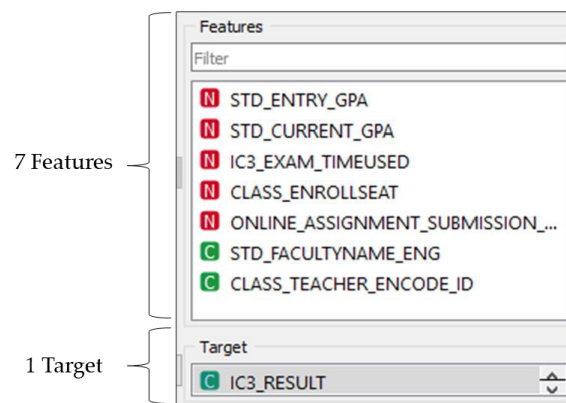 Features
Filter
N STD_ENTRY_GPA
N STD_CURRENT_GPA
7 Features
N IC3_EXAM_TIMEUSED
N CLASS_ENROLLSEAT
N ONLINE_ASSIGNMENT_SUBMISSION_...
C STD_FACULTYNAME_ENG
C CLASS_TEACHER_ENCODE_ID
Target
1 Target
C IC3_RESULT